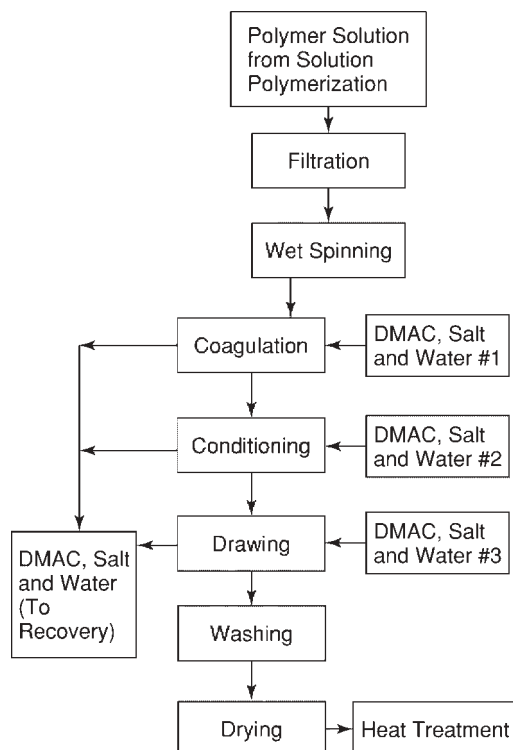 Polymer Solution
from Solution
Polymerization
Filtration
Wet Spinning
Coagulation
DMAC, Salt
and Water #1
Conditioning
DMAC, Salt
and Water #2
Drawing
DMAC, Salt
and Water #3
DMAC, Salt
and Water
(To
Recovery)
Washing
Drying
Heat Treatment